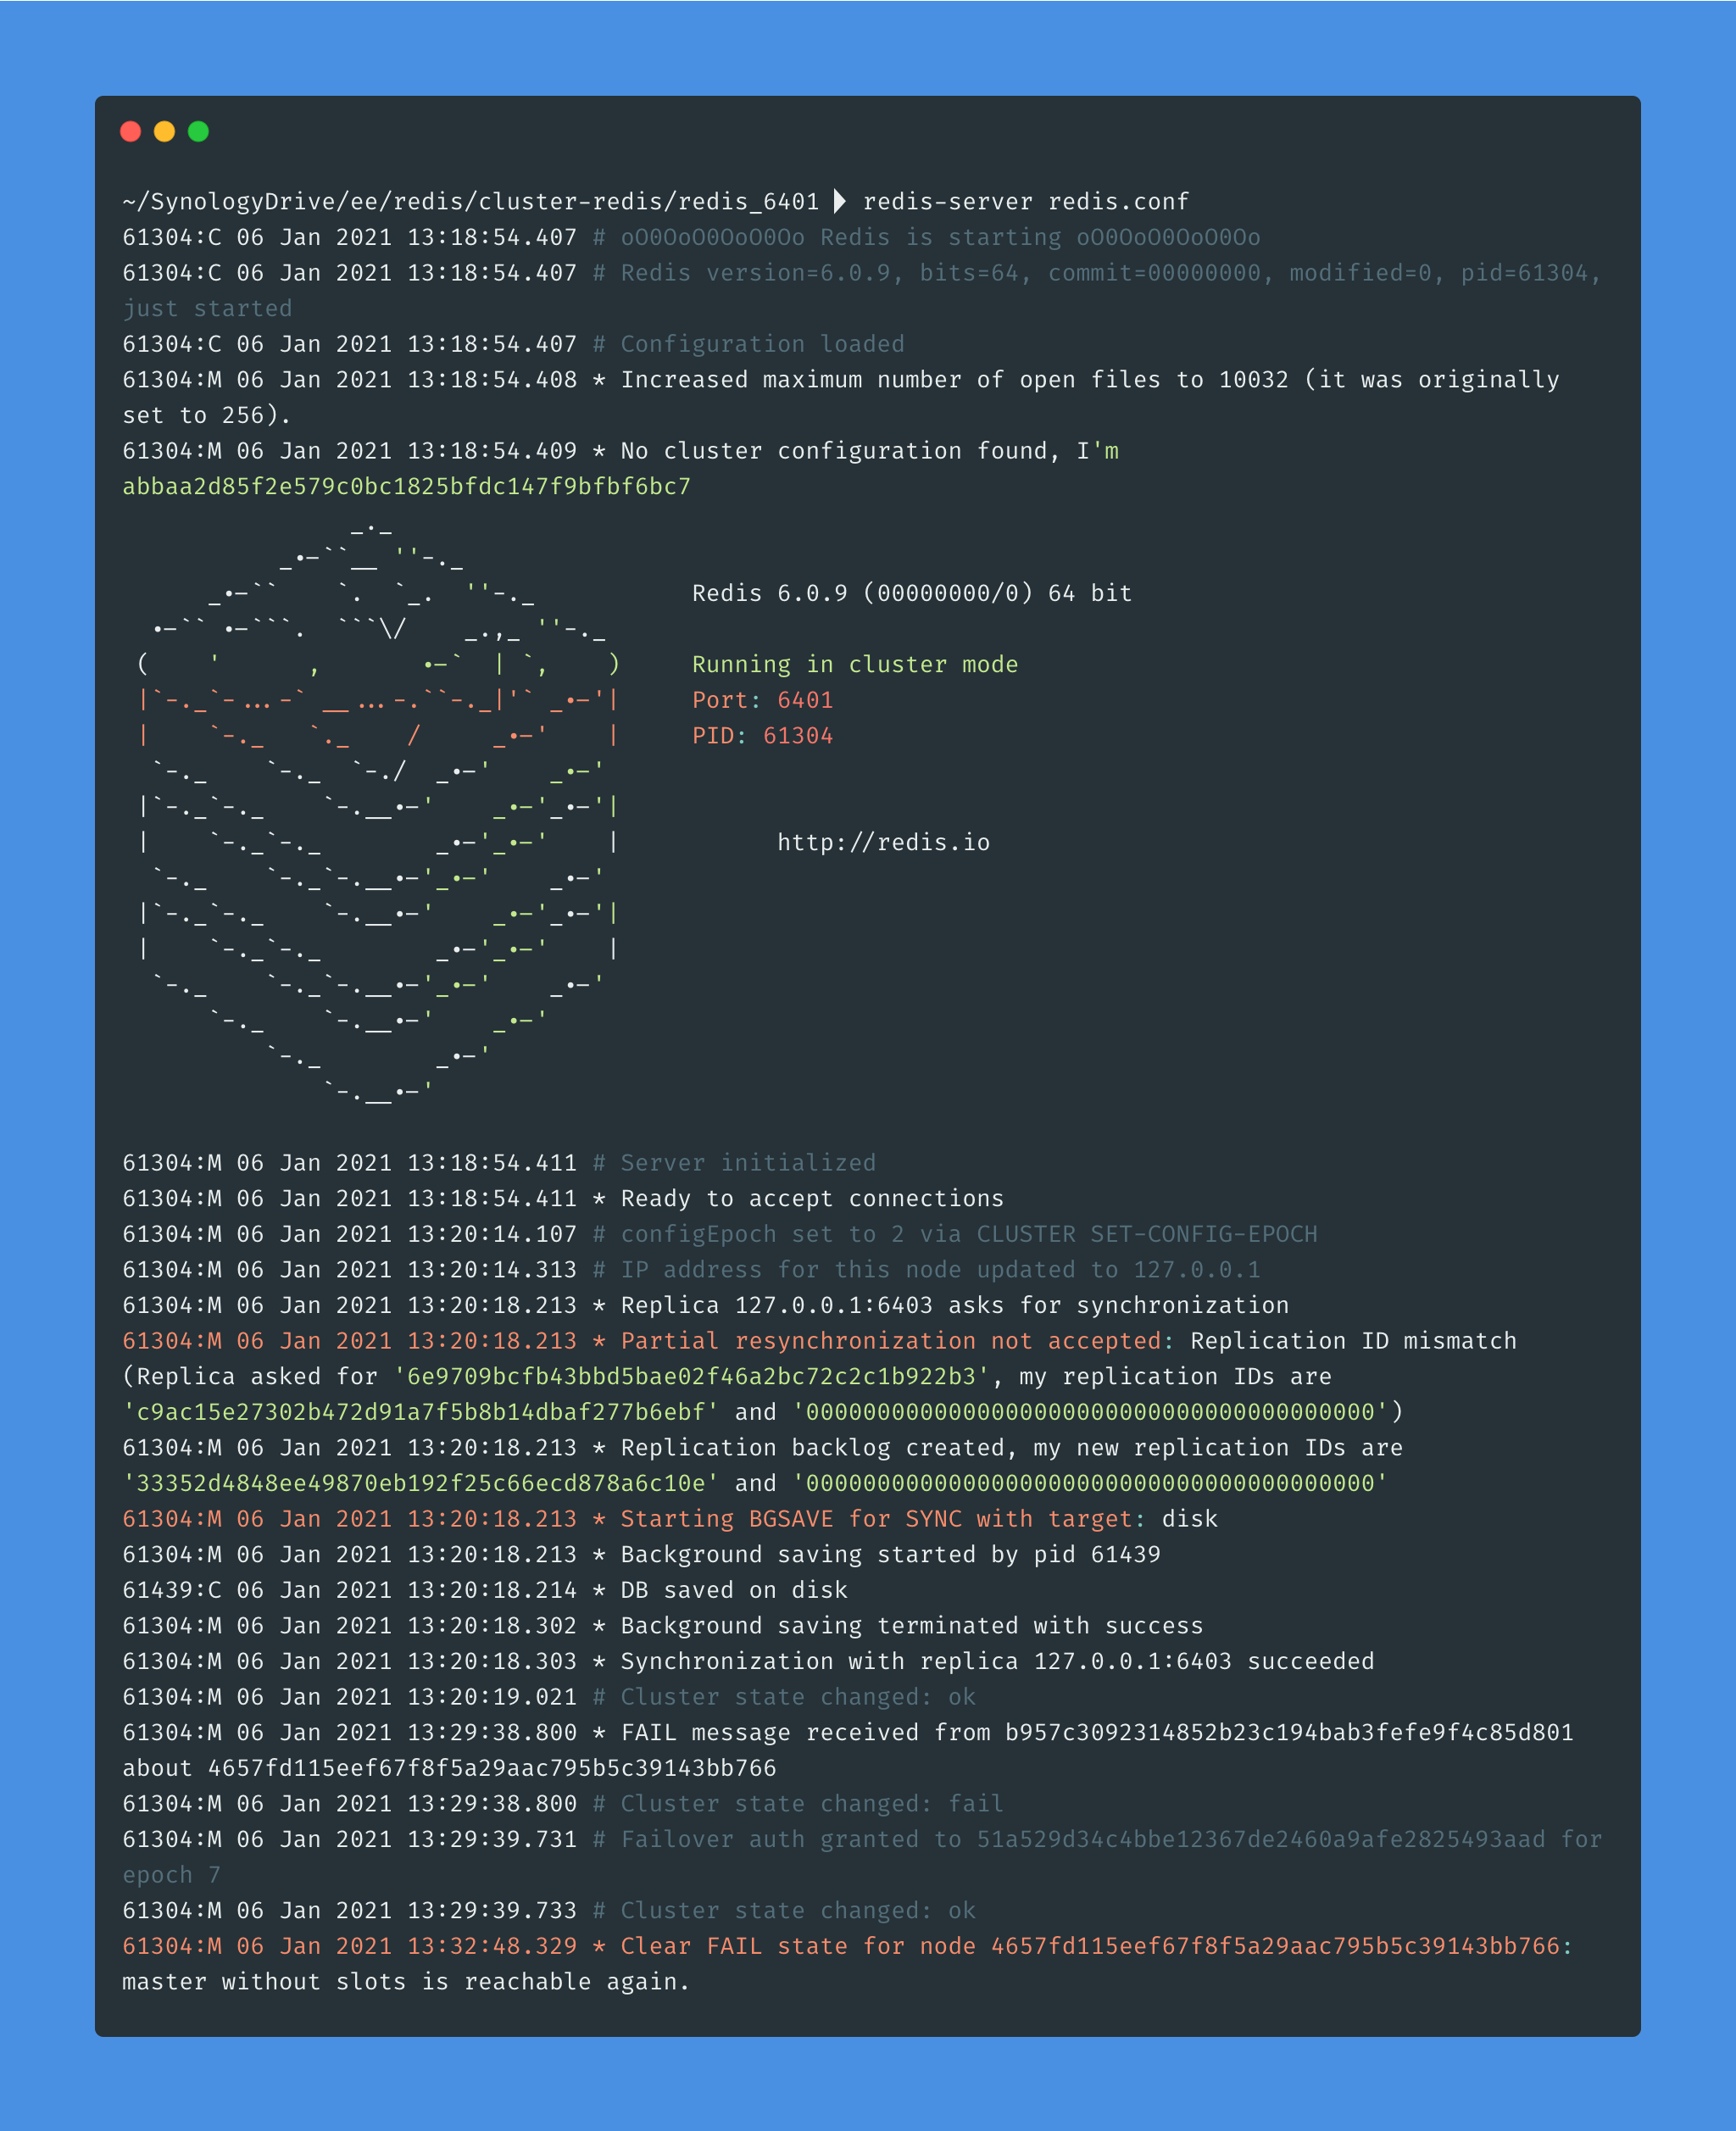 ~/SynologyDrive/ee/redis/cluster-redis/redis_6401 ▶ redis-server redis.conf
61304:C 06 Jan 2021 13:18:54.407 # oO0OoO0OoO0Oo Redis is starting oO0OoO0OoO0Oo
61304:C 06 Jan 2021 13:18:54.407 # Redis version=6.0.9, bits=64, commit=00000000, modified=0, pid=61304,
just started
61304:C 06 Jan 2021 13:18:54.407 # Configuration loaded
61304:M 06 Jan 2021 13:18:54.408 * Increased maximum number of open files to 10032 (it was originally
set to 256).
61304:M 06 Jan 2021 13:18:54.409 * No cluster configuration found, I'm
abbaa2d85f2e579c0bc1825bfdc147f9bfbf6bc7
Redis 6.0.9 (00000000/0) 64 bit
Running in cluster mode
Port: 6401
PID: 61304
http://redis.io
61304:M 06 Jan 2021 13:18:54.411 # Server initialized
61304:M 06 Jan 2021 13:18:54.411 * Ready to accept connections
61304:M 06 Jan 2021 13:20:14.107 # configEpoch set to 2 via CLUSTER SET-CONFIG-EPOCH
61304:M 06 Jan 2021 13:20:14.313 # IP address for this node updated to 127.0.0.1
61304:M 06 Jan 2021 13:20:18.213 * Replica 127.0.0.1:6403 asks for synchronization
61304:M 06 Jan 2021 13:20:18.213 * Partial resynchronization not accepted: Replication ID mismatch
(Replica asked for '6e9709bcfb43bbd5bae02f46a2bc72c2c1b922b3', my replication IDs are
'c9ac15e27302b472d91a7f5b8b14dbaf277b6ebf' and '0000000000000000000000000000000000000000')
61304:M 06 Jan 2021 13:20:18.213 * Replication backlog created, my new replication IDs are
'33352d4848ee49870eb192f25c66ecd878a6c10e' and '0000000000000000000000000000000000000000'
61304:M 06 Jan 2021 13:20:18.213 * Starting BGSAVE for SYNC with target: disk
61304:M 06 Jan 2021 13:20:18.213 * Background saving started by pid 61439
61439:C 06 Jan 2021 13:20:18.214 * DB saved on disk
61304:M 06 Jan 2021 13:20:18.302 * Background saving terminated with success
61304:M 06 Jan 2021 13:20:18.303 * Synchronization with replica 127.0.0.1:6403 succeeded
61304:M 06 Jan 2021 13:20:19.021 # Cluster state changed: ok
61304:M 06 Jan 2021 13:29:38.800 * FAIL message received from b957c3092314852b23c194bab3fefe9f4c85d801
about 4657fd115eef67f8f5a29aac795b5c39143bb766
61304:M 06 Jan 2021 13:29:38.800 # Cluster state changed: fail
61304:M 06 Jan 2021 13:29:39.731 # Failover auth granted to 51a529d34c4bbe12367de2460a9afe2825493aad for
epoch 7
61304:M 06 Jan 2021 13:29:39.733 # Cluster state changed: ok
61304:M 06 Jan 2021 13:32:48.329 * Clear FAIL state for node 4657fd115eef67f8f5a29aac795b5c39143bb766:
master without slots is reachable again.